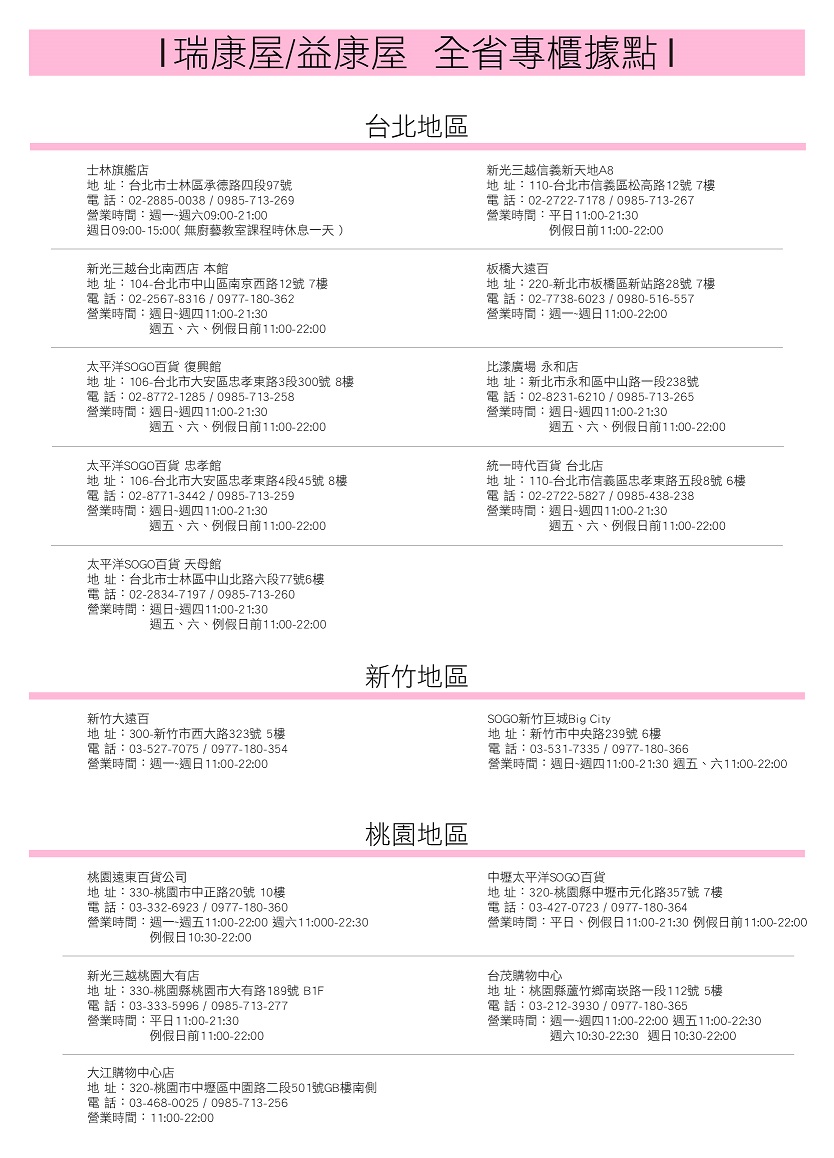 |瑞康屋/益康屋 全省專櫃據點|
台北地區
士林旗艦店
地 址：台北市士林區承德路四段97號
電 話：02-2885-0038 / 0985-713-269
營業時間：週一~週六09:00-21:00
週日09:00-15:00( 無廚藝教室課程時休息一天 )
新光三越信義新天地A8
地 址：110-台北市信義區松高路12號 7樓
電 話：02-2722-7178 / 0985-713-267
營業時間：平日11:00-21:30
例假日前11:00-22:00
新光三越台北南西店 本館
地 址：104-台北市中山區南京西路12號 7樓
電 話：02-2567-8316 / 0977-180-362
營業時間：週日~週四11:00-21:30
週五、六、例假日前11:00-22:00
板橋大遠百
地 址：220-新北市板橋區新站路28號 7樓
電 話：02-7738-6023 / 0980-516-557
營業時間：週一~週日11:00-22:00
太平洋SOGO百貨 復興館
地 址：106-台北市大安區忠孝東路3段300號 8樓
電 話：02-8772-1285 / 0985-713-258
營業時間：週日~週四11:00-21:30
週五、六、例假日前11:00-22:00
比漾廣場 永和店
地 址：新北市永和區中山路一段238號
電 話：02-8231-6210 / 0985-713-265
營業時間：週日~週四11:00-21:30
週五、六、例假日前11:00-22:00
太平洋SOGO百貨 忠孝館
地 址：106-台北市大安區忠孝東路4段45號 8樓
電 話：02-8771-3442 / 0985-713-259
營業時間：週日~週四11:00-21:30
週五、六、例假日前11:00-22:00
統一時代百貨 台北店
地 址：110-台北市信義區忠孝東路五段8號 6樓
電 話：02-2722-5827 / 0985-438-238
營業時間：週日~週四11:00-21:30
週五、六、例假日前11:00-22:00
太平洋SOGO百貨 天母館
地 址：台北市士林區中山北路六段77號6樓
電 話：02-2834-7197 / 0985-713-260
營業時間：週日~週四11:00-21:30
週五、六、例假日前11:00-22:00
新竹地區
新竹大遠百
地 址：300-新竹市西大路323號 5樓
電 話：03-527-7075 / 0977-180-354
營業時間：週一~週日11:00-22:00
SOGO新竹巨城Big City
地 址：新竹市中央路239號 6樓
電 話：03-531-7335 / 0977-180-366
營業時間：週日~週四11:00-21:30 週五、六11:00-22:00
桃園地區
桃園遠東百貨公司
地 址：330-桃園市中正路20號 10樓
電 話：03-332-6923 / 0977-180-360
營業時間：週一~週五11:00-22:00 週六11:000-22:30
例假日10:30-22:00
中壢太平洋SOGO百貨
地 址：320-桃園縣中壢市元化路357號 7樓
電 話：03-427-0723 / 0977-180-364
營業時間：平日、例假日11:00-21:30 例假日前11:00-22:00
新光三越桃園大有店
地 址：330-桃園縣桃園市大有路189號 B1F
電 話：03-333-5996 / 0985-713-277
營業時間：平日11:00-21:30
例假日前11:00-22:00
台茂購物中心
地 址：桃園縣蘆竹鄉南崁路一段112號 5樓
電 話：03-212-3930 / 0977-180-365
營業時間：週一~週四11:00-22:00 週五11:00-22:30
週六10:30-22:30 週日10:30-22:00
大江購物中心店
地 址：320-桃園市中壢區中園路二段501號GB樓南側
電 話：03-468-0025 / 0985-713-256
營業時間：11:00-22:00